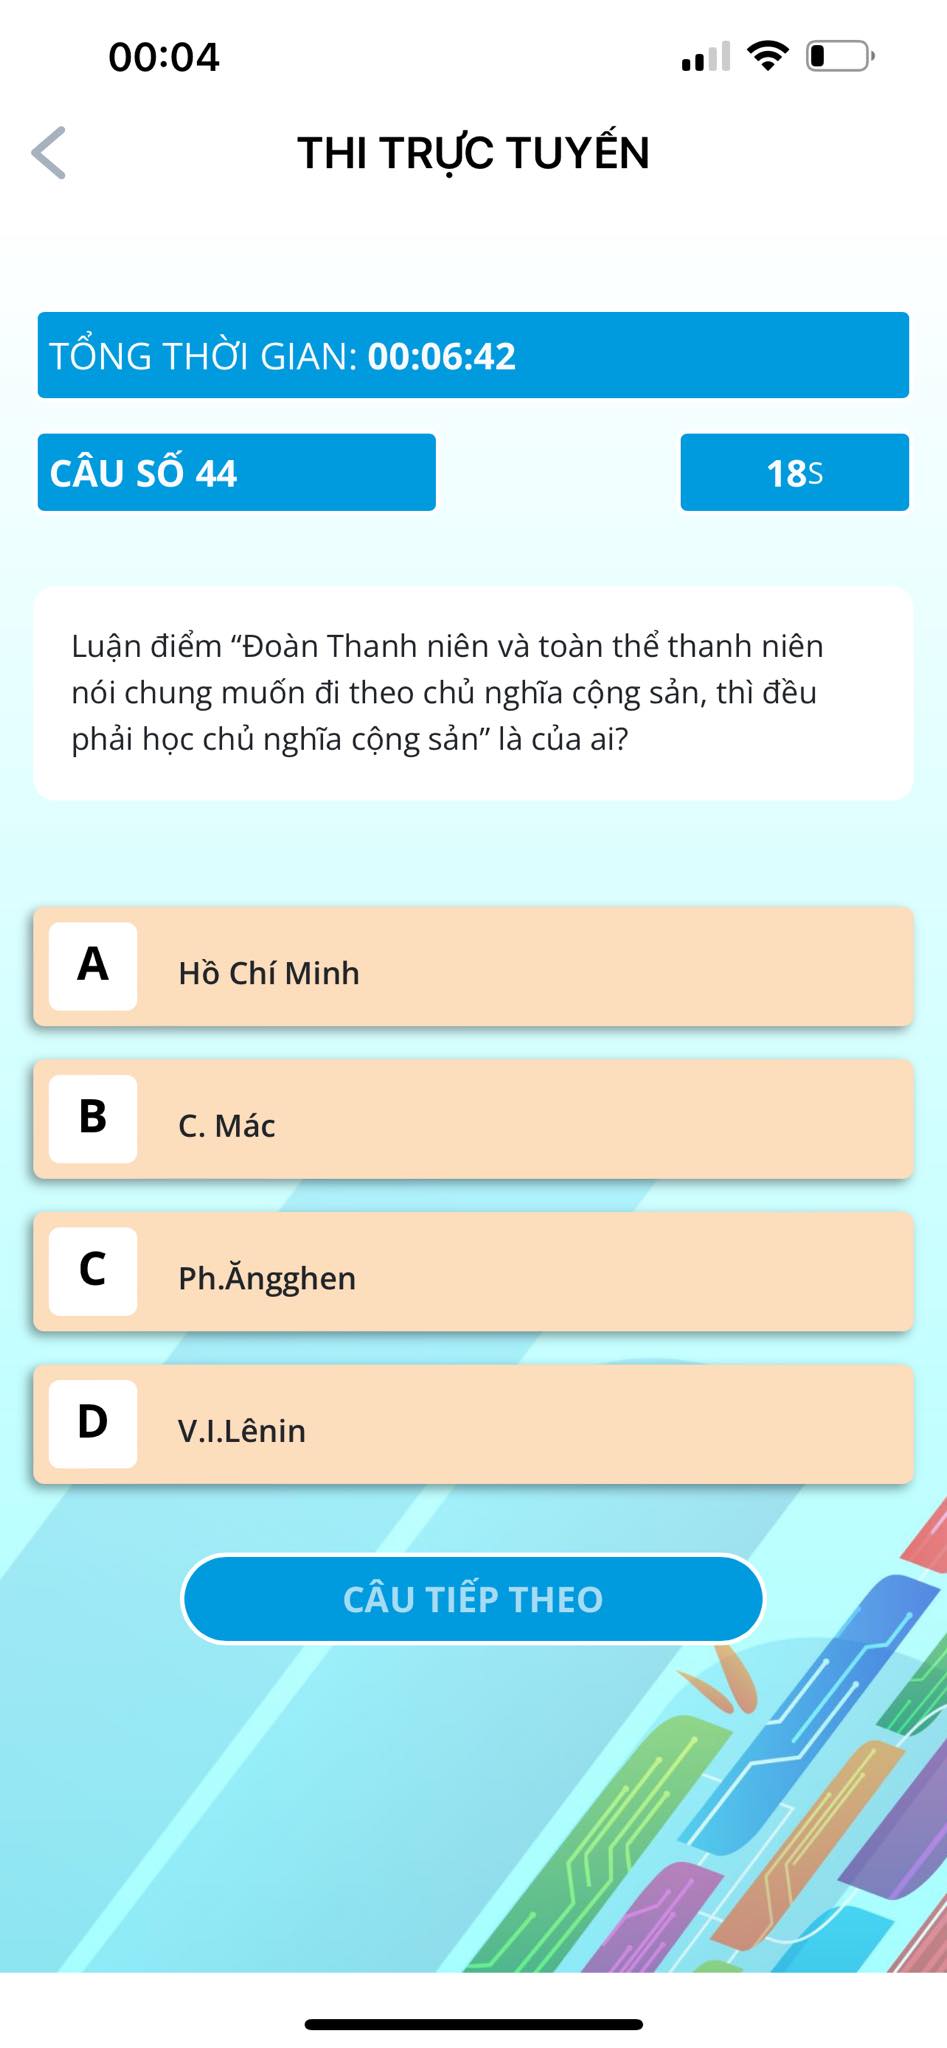 00:04
THI TRỰC TUYẾN
TỔNG THỜI GIAN: 00:06:42
CÂU SỐ 44
18S
Luận điểm “Đoàn Thanh niên và toàn thể thanh niên
nói chung muốn đi theo chủ nghĩa cộng sản, thì đều
phải học chủ nghĩa cộng sản” là của ai?
A Hồ Chí Minh
B C. Mác
C Ph.Ăngghen
D V.I.Lênin
CÂU TIẾP THEO